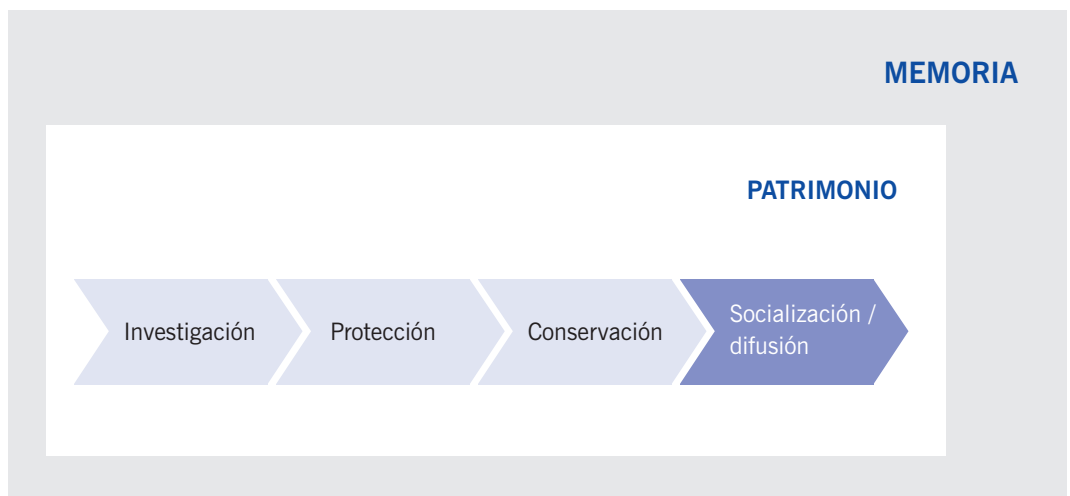 MEMORIA
PATRIMONIO
Investigación
Protección
Conservación
Socialización /
difusión